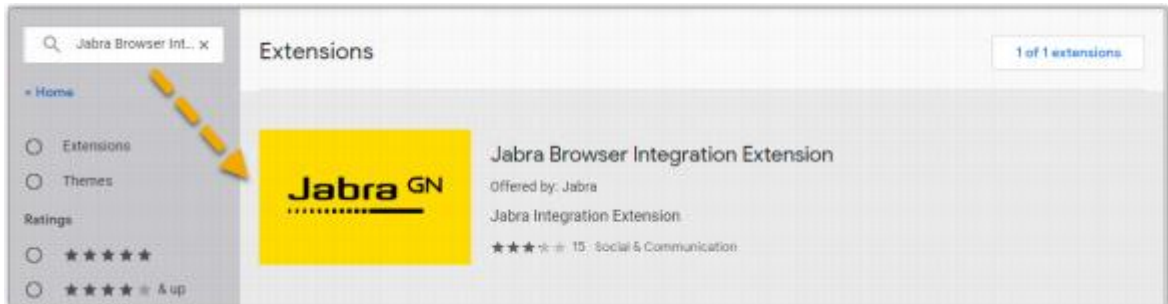 Jabra Browser Int... ×
Extensions
1 of 1 extensions
« Home
Extensions
Themes
Ratings
& up
Jabra GN
Jabra Browser Integration Extension
Offered by: Jabra
Jabra Integration Extension
15 Social & Communication